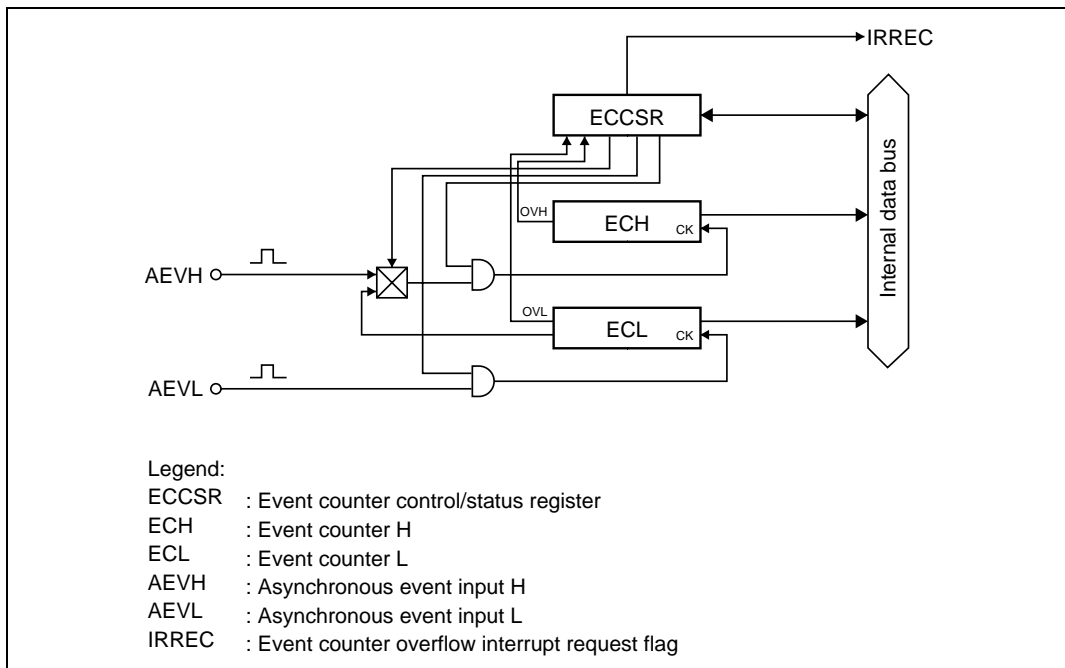 IRREC
ECCSR
OVH
ECH
CK
AEVH
Internal data bus
OVL
ECL
CK
AEVL
Legend:
ECCSR : Event counter control/status register
ECH : Event counter H
ECL : Event counter L
AEVH : Asynchronous event input H
AEVL : Asynchronous event input L
IRREC : Event counter overflow interrupt request flag